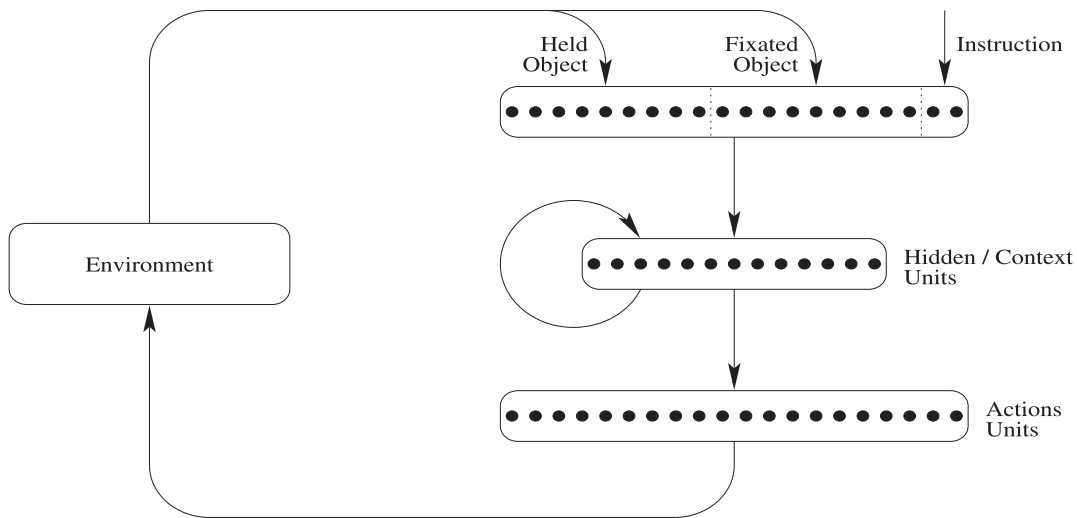 Held
Object
Fixated
Object
Instruction
Environment
Hidden / Context
Units
Actions
Units